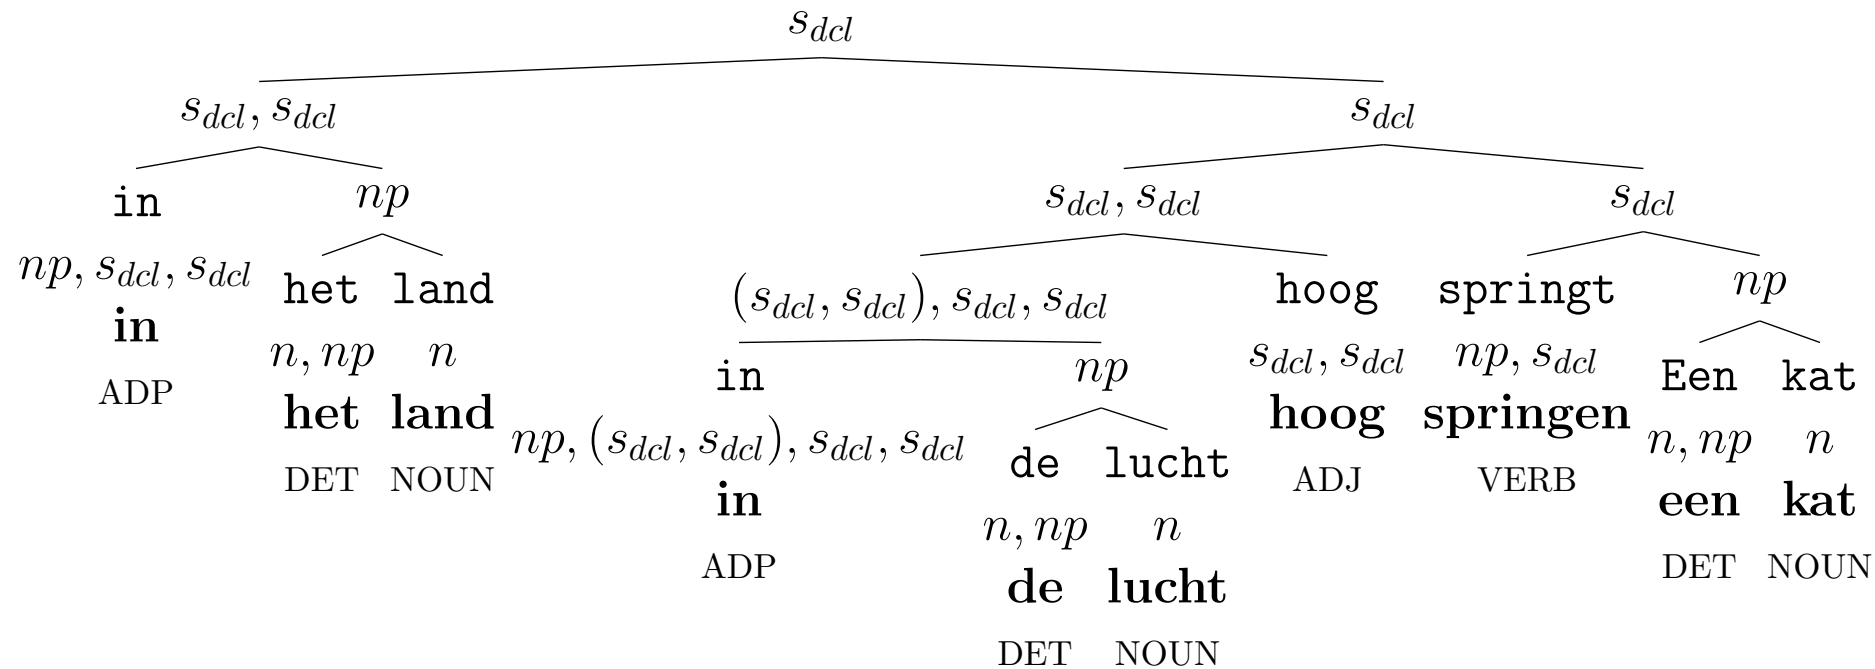 s_dcl
s_dcl, s_dcl s_dcl
in np s_dcl, s_dcl s_dcl
np, s_dcl, s_dcl het land (s_dcl, s_dcl), s_dcl, s_dcl hoog springt np
in n, np n in np s_dcl, s_dcl np, s_dcl Een kat
ADP het land np, (s_dcl, s_dcl), s_dcl, s_dcl de lucht hoog springen n, np n
DET NOUN in n, np n ADJ VERB een kat
ADP de lucht DET NOUN
DET NOUN